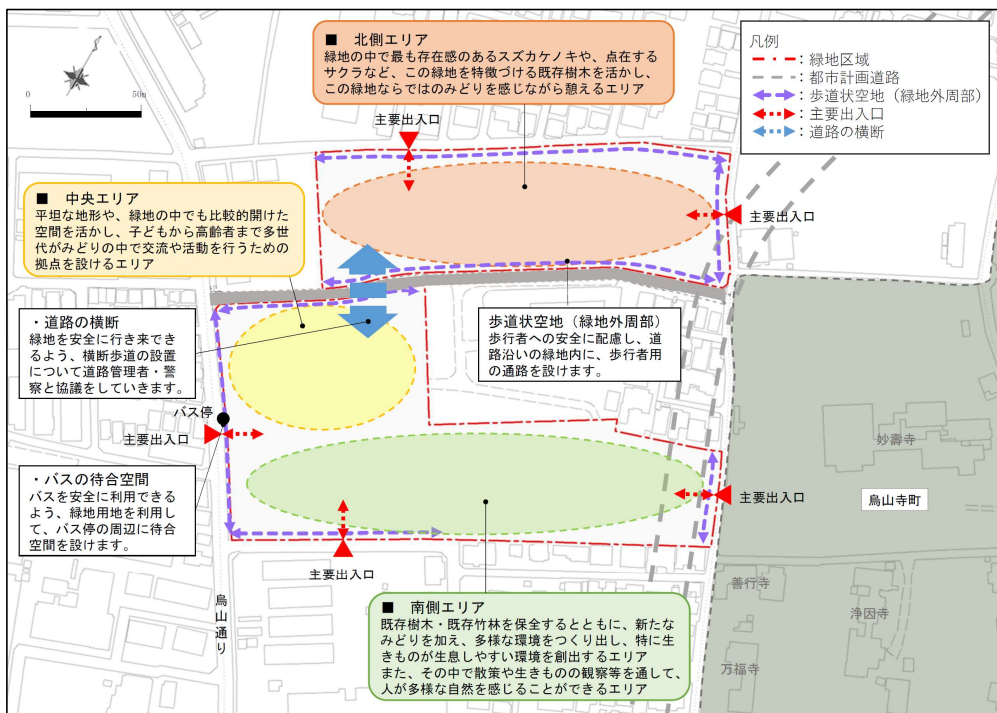 ■ 北側エリア
緑地の中で最も存在感のあるスズカケノキや、点在する
サクラなど、この緑地を特徴づける既存樹木を活かし、
この緑地ならではのみどりを感じながら憩えるエリア
凡例
：緑地区域
：都市計画道路
：歩道状空地（緑地外周部）
：主要出入口
：道路の横断
0
50m
主要出入口
■ 中央エリア
平坦な地形や、緑地の中でも比較的開けた
空間を活かし、子どもから高齢者まで多世
代がみどりの中で交流や活動を行うための
拠点を設けるエリア
主要出入口
・道路の横断
緑地を安全に行き来でき
るよう、横断歩道の設置
について道路管理者・警
察と協議をしていきます。
歩道状空地（緑地外周部）
歩行者への安全に配慮し、道
路沿いの緑地内に、歩行者用
の通路を設けます。
バス停
主要出入口
妙壽寺
・バスの待合空間
バスを安全に利用できる
よう、緑地用地を利用し
て、バス停の周辺に待合
空間を設けます。
主要出入口
烏山寺町
主要出入口
烏山通り
■ 南側エリア
既存樹木・既存竹林を保全するとともに、新たな
みどりを加え、多様な環境をつくり出し、特に生
きものが生息しやすい環境を創出するエリア
また、その中で散策や生きものの観察等を通して、
人が多様な自然を感じることができるエリア
善行寺
浄因寺
万福寺